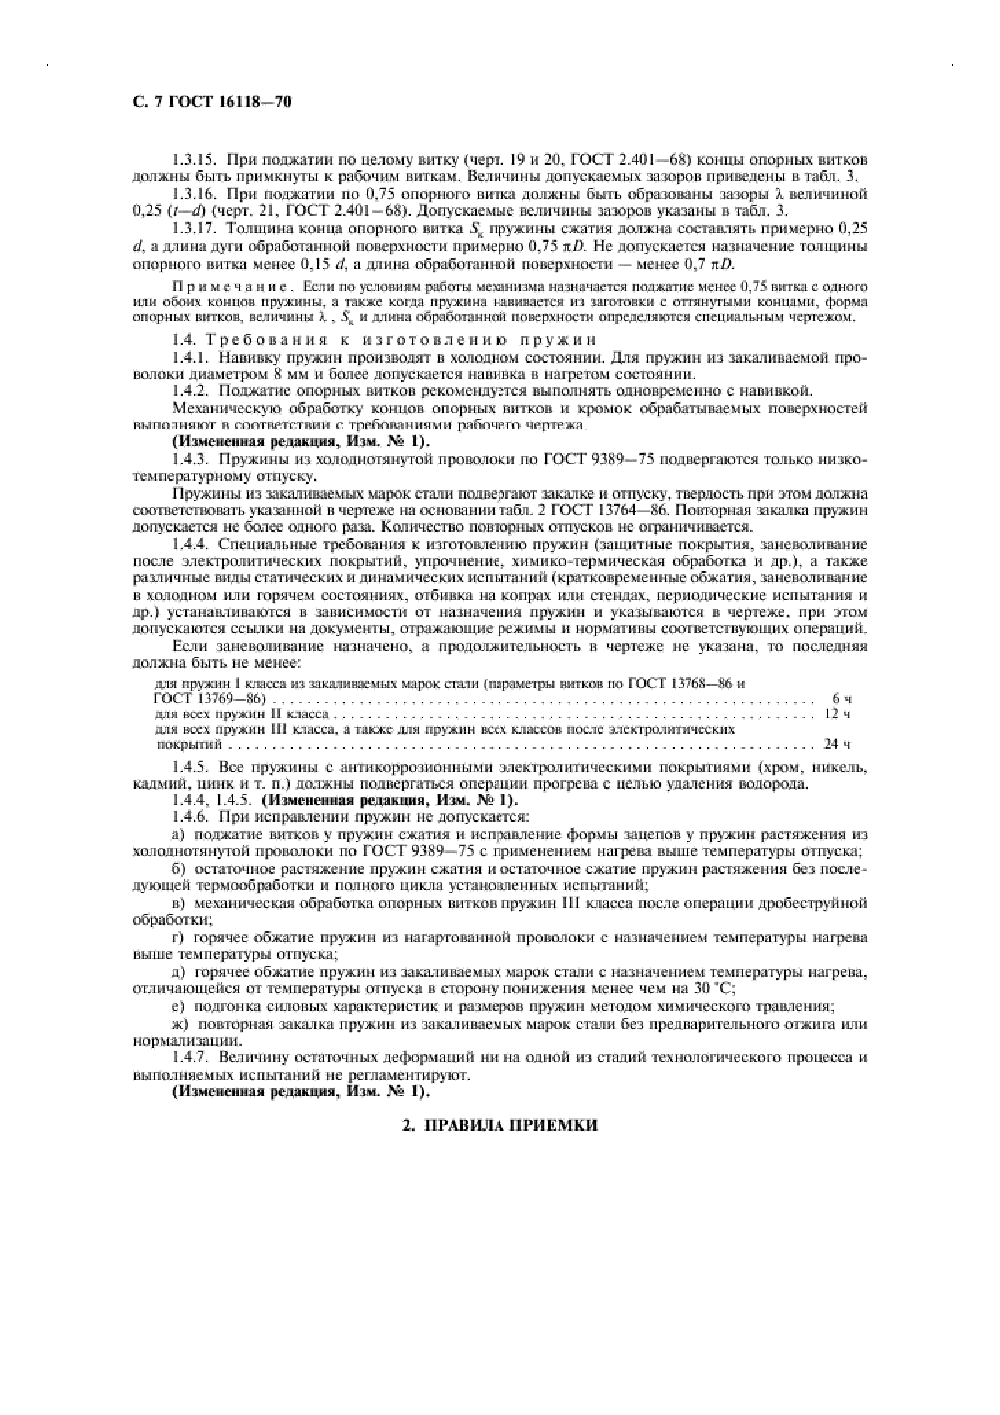 С. 7 ГОСТ 16118—70
1.3.15. При поджатии по целому витку (черт. 19 и 20, ГОСТ 2.401—68) концы опорных витков
должны быть примкнуты к рабочим виткам. Величины допускаемых зазоров приведены в табл. 3.
1.3.16. При поджатии по 0,75 опорного витка должны быть образованы зазоры λ величиной
0,25 (t—d) (черт. 21, ГОСТ 2.401—68). Допускаемые величины зазоров указаны в табл. 3.
1.3.17. Толщина конца опорного витка Sк пружины сжатия должна составлять примерно 0,25
d, а длина дуги обработанной поверхности примерно 0,75 πD. Не допускается назначение толщины
опорного витка менее 0,15 d, а длина обработанной поверхности — менее 0,7 πD.
Примечание. Если по условиям работы механизма назначается поджатие менее 0,75 витка с одного
или обоих концов пружины, а также когда пружина навивается из заготовки с оттянутыми концами, форма
опорных витков, величины λ , Sк и длина обработанной поверхности определяются специальным чертежом.
1.4. Требования к изготовлению пружин
1.4.1. Навивку пружин производят в холодном состоянии. Для пружин из закаливаемой про-
волоки диаметром 8 мм и более допускается навивка в нагретом состоянии.
1.4.2. Поджатие опорных витков рекомендуется выполнять одновременно с навивкой.
Механическую обработку концов опорных витков и кромок обрабатываемых поверхностей
выполняют в соответствии с требованиями рабочего чертежа.
(Измененная редакция, Изм. № 1).
1.4.3. Пружины из холоднотянутой проволоки по ГОСТ 9389—75 подвергаются только низко-
температурному отпуску.
Пружины из закаливаемых марок стали подвергают закалке и отпуску, твердость при этом должна
соответствовать указанной в чертеже на основании табл. 2 ГОСТ 13764—86. Повторная закалка пружин
допускается не более одного раза. Количество повторных отпусков не ограничивается.
1.4.4. Специальные требования к изготовлению пружин (защитные покрытия, заневоливание
после электролитических покрытий, упрочнение, химико-термическая обработка и др.), а также
различные виды статических и динамических испытаний (кратковременные обжатия, заневоливание
в холодном или горячем состояниях, отбивка на копрах или стендах, периодические испытания и
др.) устанавливаются в зависимости от назначения пружин и указываются в чертеже, при этом
допускаются ссылки на документы, отражающие режимы и нормативы соответствующих операций.
Если заневоливание назначено, а продолжительность в чертеже не указана, то последняя
должна быть не менее:
для пружин I класса из закаливаемых марок стали (параметры витков по ГОСТ 13768—86 и
ГОСТ 13769—86) . . . . . . . . . . . . . . . . . . . . . . . . . . . . . . 6 ч
для всех пружин II класса . . . . . . . . . . . . . . . . . . . . . . . . . . . . . . 12 ч
для всех пружин III класса, а также для пружин всех классов после электролитических
покрытий . . . . . . . . . . . . . . . . . . . . . . . . . . . . . . 24 ч
1.4.5. Все пружины с антикоррозионными электролитическими покрытиями (хром, никель,
кадмий, цинк и т. п.) должны подвергаться операции прогрева с целью удаления водорода.
1.4.4, 1.4.5. (Измененная редакция, Изм. № 1).
1.4.6. При исправлении пружин не допускается:
а) поджатие витков у пружин сжатия и исправление формы зацепов у пружин растяжения из
холоднотянутой проволоки по ГОСТ 9389—75 с применением нагрева выше температуры отпуска;
б) остаточное растяжение пружин сжатия и остаточное сжатие пружин растяжения без после-
дующей термообработки и полного цикла установленных испытаний;
в) механическая обработка опорных витков пружин III класса после операции дробеструйной
обработки;
г) горячее обжатие пружин из нагартованной проволоки с назначением температуры нагрева
выше температуры отпуска;
д) горячее обжатие пружин из закаливаемых марок стали с назначением температуры нагрева,
отличающейся от температуры отпуска в сторону понижения менее чем на 30 °С;
е) подгонка силовых характеристик и размеров пружин методом химического травления;
ж) повторная закалка пружин из закаливаемых марок стали без предварительного отжига или
нормализации.
1.4.7. Величину остаточных деформаций ни на одной из стадий технологического процесса и
выполняемых испытаний не регламентируют.
(Измененная редакция, Изм. № 1).
2. ПРАВИЛА ПРИЕМКИ